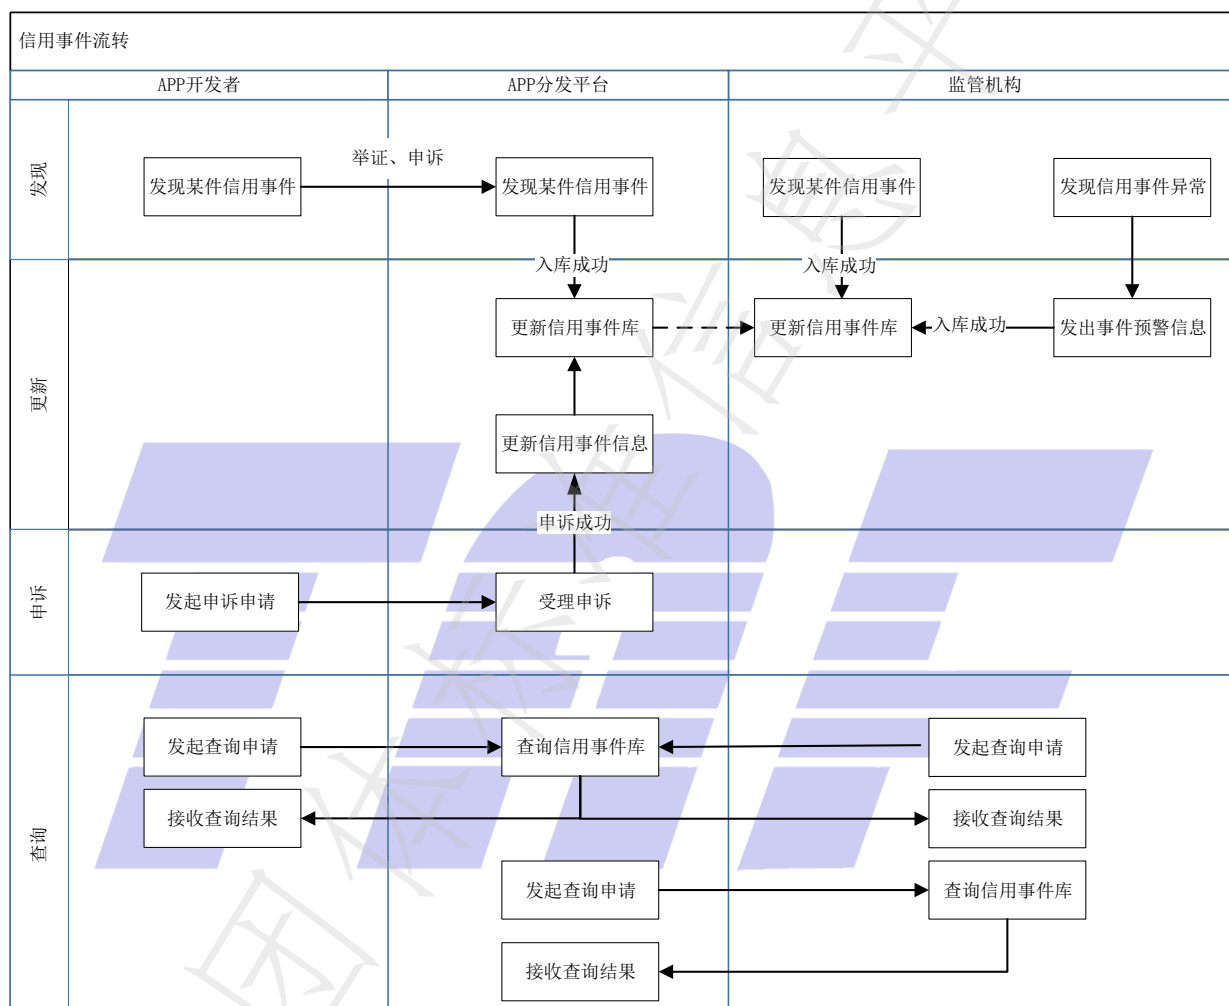 信用事件流转
APP开发者
APP分发平台
监管机构
发现
发现某件信用事件
举证、申诉
发现某件信用事件
发现某件信用事件
发现信用事件异常
入库成功
入库成功
更新
更新信用事件库
更新信用事件库
入库成功
发出事件预警信息
更新信用事件信息
申诉成功
申诉
发起申诉申请
受理申诉
查询
发起查询申请
查询信用事件库
发起查询申请
接收查询结果
接收查询结果
发起查询申请
查询信用事件库
接收查询结果
TAF
团体标准信息平